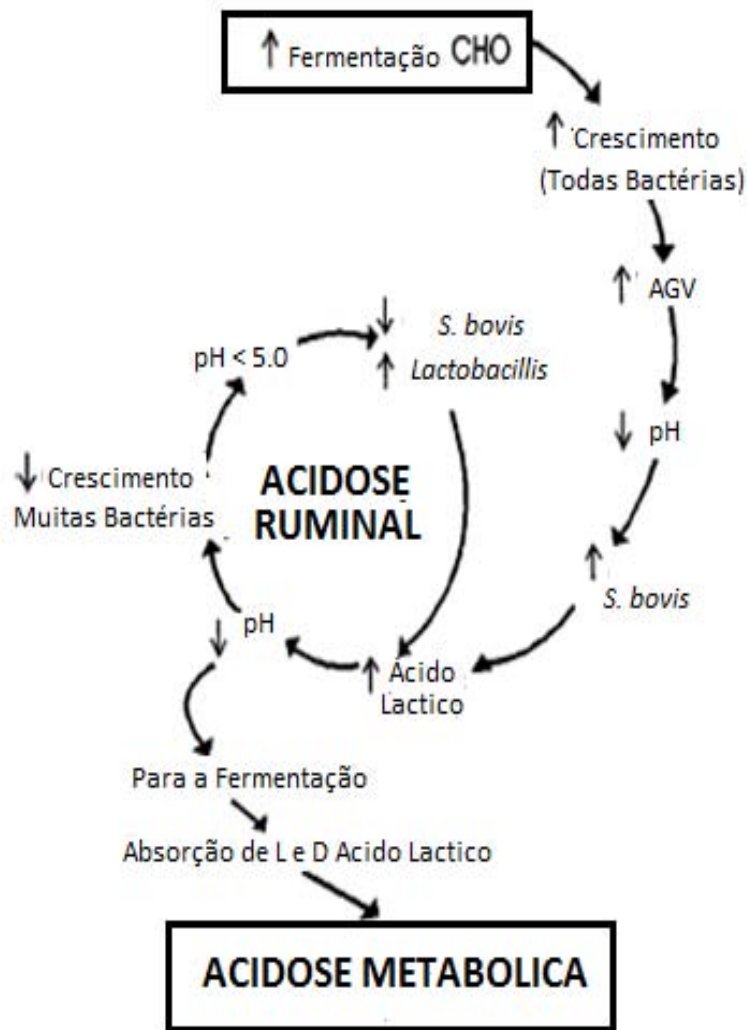 ↑ Fermentação CHO
↑ Crescimento
(Todas Bactérias)
↑ AGV
↓ pH
↑
S. bovis
↑ Acido
Lactico
↓ pH
↓ Crescimento
Muitas Bactérias
pH < 5.0
↓ S. bovis
↑ Lactobacillis
ACIDOSE
RUMINAL
Para a Fermentação
Absorção de L e D Acido Lactico
ACIDOSE METABOLICA